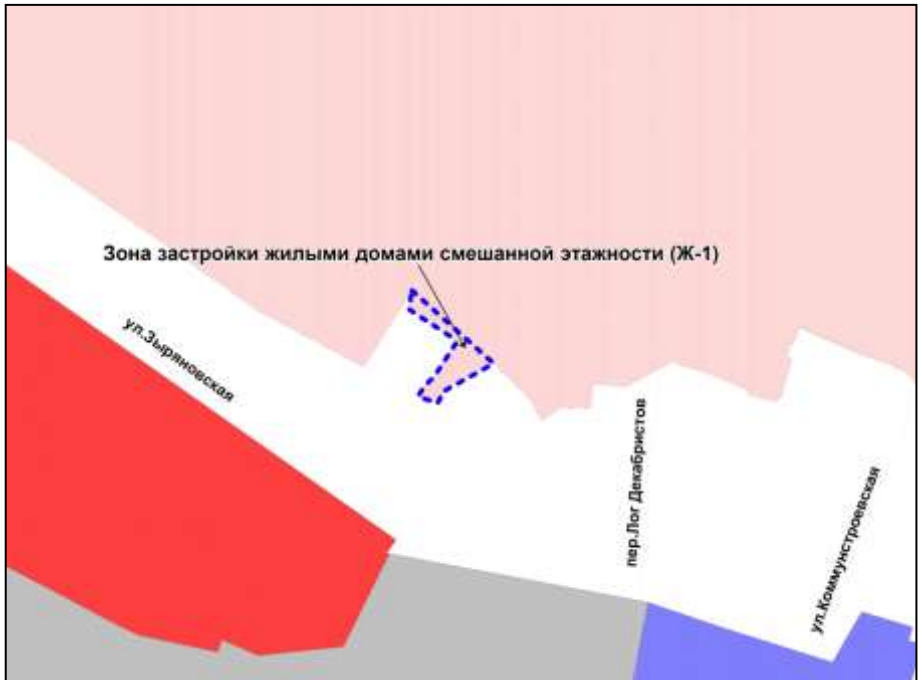 Зона застройки жилыми домами смешанной этажности (Ж-1)
ул.Зыряновская
пер.Лог Декабристов
ул.Коммунстроевская